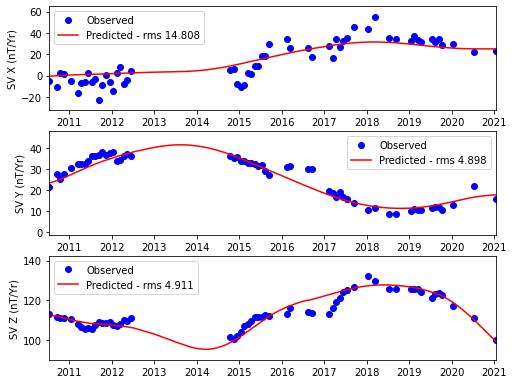 60
40
20
0
−20
SV X (nT/Yr)
Observed
Predicted - rms 14.808
2011 2012 2013 2014 2015 2016 2017 2018 2019 2020 2021
40
30
20
10
0
SV Y (nT/Yr)
Observed
Predicted - rms 4.898
2011 2012 2013 2014 2015 2016 2017 2018 2019 2020 2021
140
120
100
SV Z (nT/Yr)
Observed
Predicted - rms 4.911
2011 2012 2013 2014 2015 2016 2017 2018 2019 2020 2021